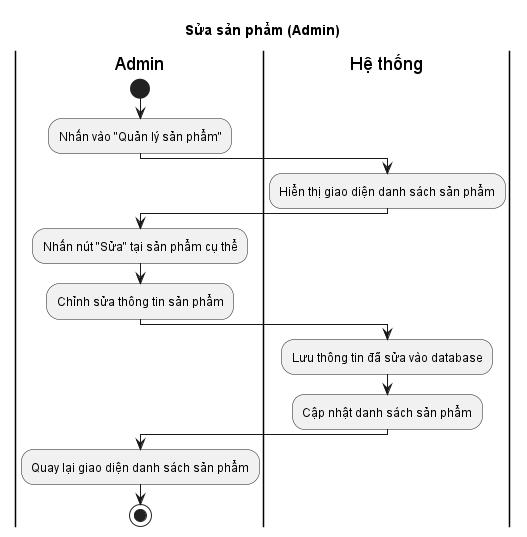 Sửa sản phẩm (Admin)
Admin
Hệ thống
Nhấn vào "Quản lý sản phẩm"
Hiển thị giao diện danh sách sản phẩm
Nhấn nút "Sửa" tại sản phẩm cụ thể
Chỉnh sửa thông tin sản phẩm
Lưu thông tin đã sửa vào database
Cập nhật danh sách sản phẩm
Quay lại giao diện danh sách sản phẩm